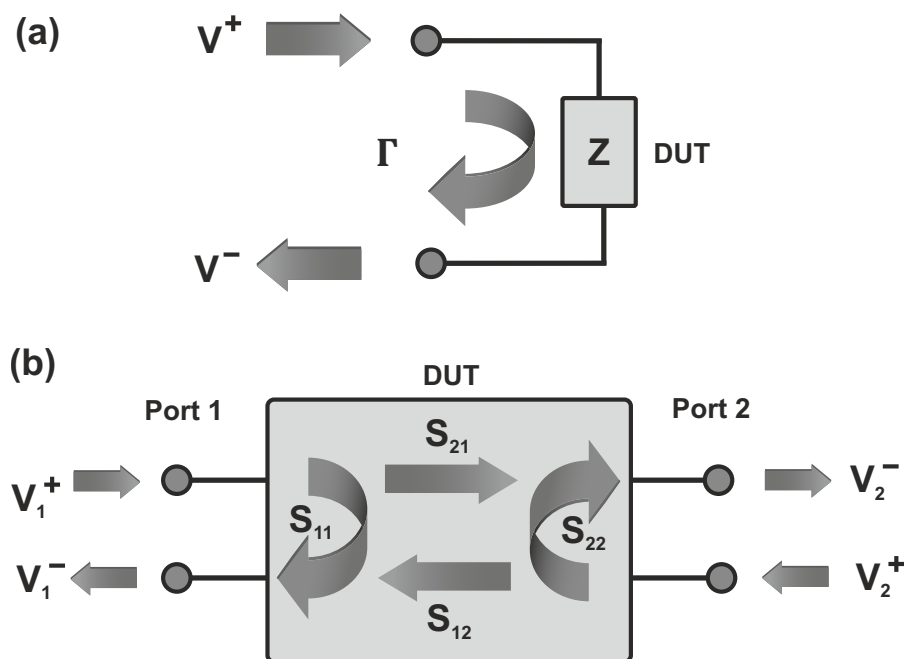 (a)
V⁺
Γ
Z
DUT
V⁻
(b)
DUT
Port 1
Port 2
S₂₁
V₁⁺
V₂⁻
S₁₁
S₂₂
V₁⁻
V₂⁺
S₁₂